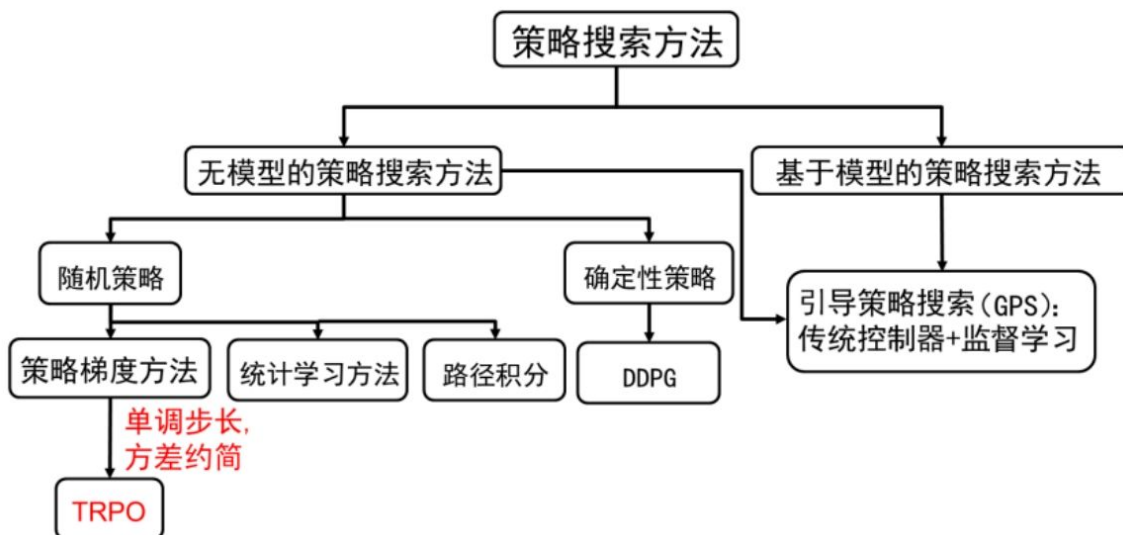 策略搜索方法
无模型的策略搜索方法
基于模型的策略搜索方法
随机策略
确定性策略
引导策略搜索(GPS):
传统控制器+监督学习
策略梯度方法
统计学习方法
路径积分
DDPG
单调步长,
方差约简
TRPO